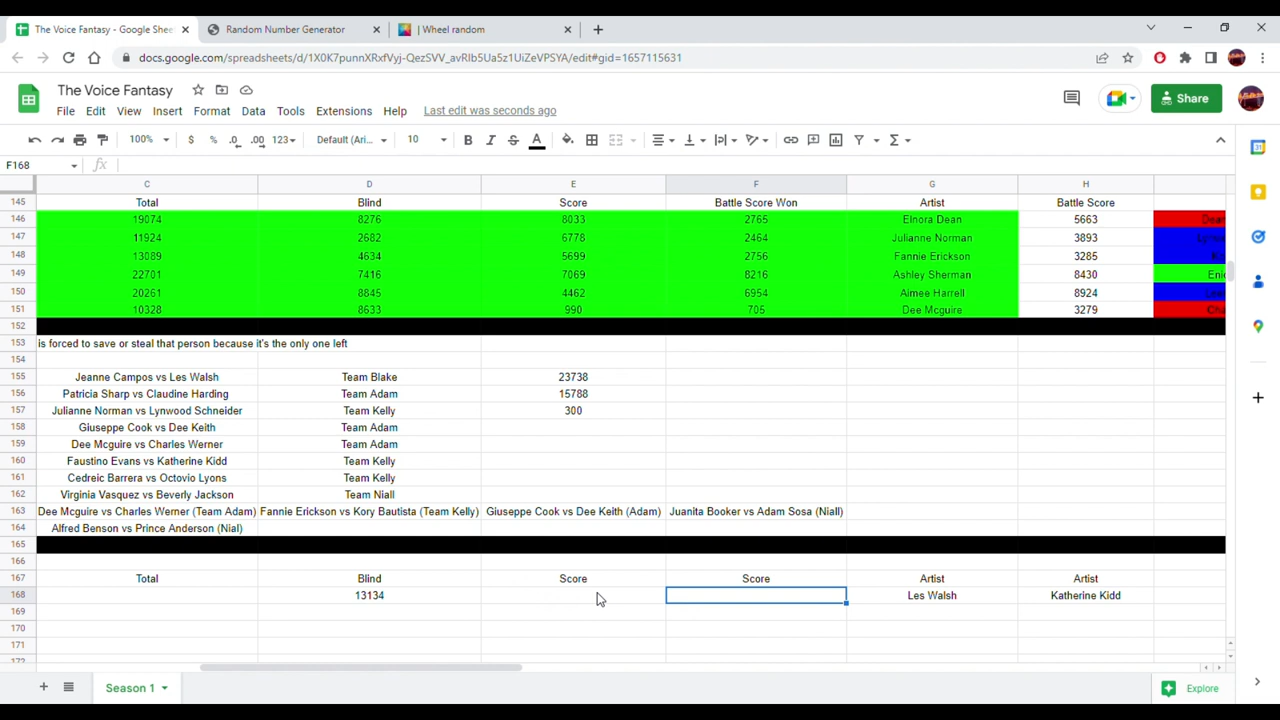 The Voice Fantasy - Google Shee
Random Number Generator
| Wheel random
docs.google.com/spreadsheets/d/1X0K7punnXRxfVyj-QezSVV_avRIb5Ua5z1UiZeVPSYA/edit#gid=1657115631
The Voice Fantasy
File Edit View Insert Format Data Tools Extensions Help Last edit was seconds ago
Share
100% $ % .0 .00 123 Default (Ari... 10 B I S A
F168 fx
C D E F G H
145 Total Blind Score Battle Score Won Artist Battle Score
146 19074 8276 8033 2765 Elnora Dean 5663
147 11924 2682 6778 2464 Julianne Norman 3893
148 13089 4634 5699 2756 Fannie Erickson 3285
149 22701 7416 7069 8216 Ashley Sherman 8430
150 20261 8845 4462 6954 Aimee Harrell 8924
151 10328 8633 990 705 Dee Mcguire 3279
152
153 is forced to save or steal that person because it's the only one left
154
155 Jeanne Campos vs Les Walsh Team Blake 23738
156 Patricia Sharp vs Claudine Harding Team Adam 15788
157 Julianne Norman vs Lynwood Schneider Team Kelly 300
158 Giuseppe Cook vs Dee Keith Team Adam
159 Dee Mcguire vs Charles Werner Team Adam
160 Faustino Evans vs Katherine Kidd Team Kelly
161 Cedreic Barrera vs Octovio Lyons Team Kelly
162 Virginia Vasquez vs Beverly Jackson Team Niall
163 Dee Mcguire vs Charles Werner (Team Adam) Fannie Erickson vs Kory Bautista (Team Kelly) Giuseppe Cook vs Dee Keith (Adam) Juanita Booker vs Adam Sosa (Niall)
164 Alfred Benson vs Prince Anderson (Nial)
165
166
167 Total Blind Score Score Artist Artist
168 13134 Les Walsh Katherine Kidd
169
170
171
172
Season 1
Explore